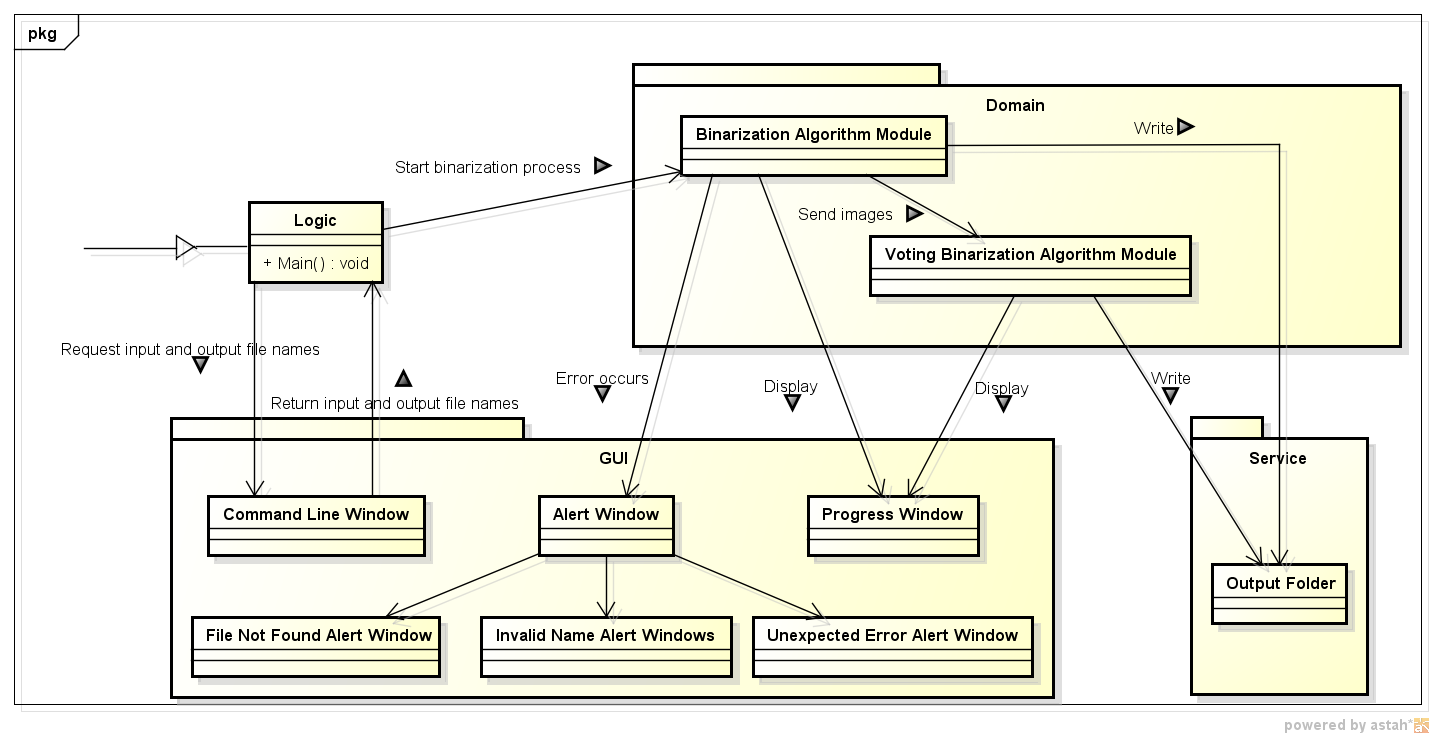 pkg
Domain
Binarization Algorithm Module
Write
Start binarization process
Logic
Send images
+ Main() : void
Voting Binarization Algorithm Module
Request input and output file names
Error occurs
Display
Display
Write
Return input and output file names
GUI
Service
Command Line Window
Alert Window
Progress Window
Output Folder
File Not Found Alert Window
Invalid Name Alert Windows
Unexpected Error Alert Window
powered by astah*